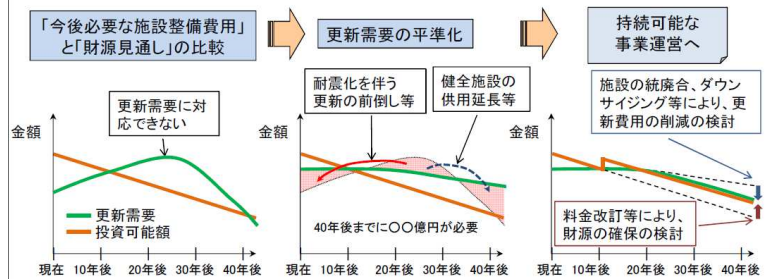 「今後必要な施設整備費用」
と「財源見通し」の比較
更新需要の平準化
持続可能な
事業運営へ
更新需要に対
応できない
金額
更新需要
投資可能額
現在 10年後 20年後 30年後 40年後
耐震化を伴う
更新の前倒し等
健全施設の
供用延長等
金額
40年後までに〇〇億円が必要
現在 10年後 20年後 30年後 40年後
施設の統廃合、ダウン
サイジング等により、更
新費用の削減の検討
金額
料金改訂等により、
財源の確保の検討
現在 10年後 20年後 30年後 40年後